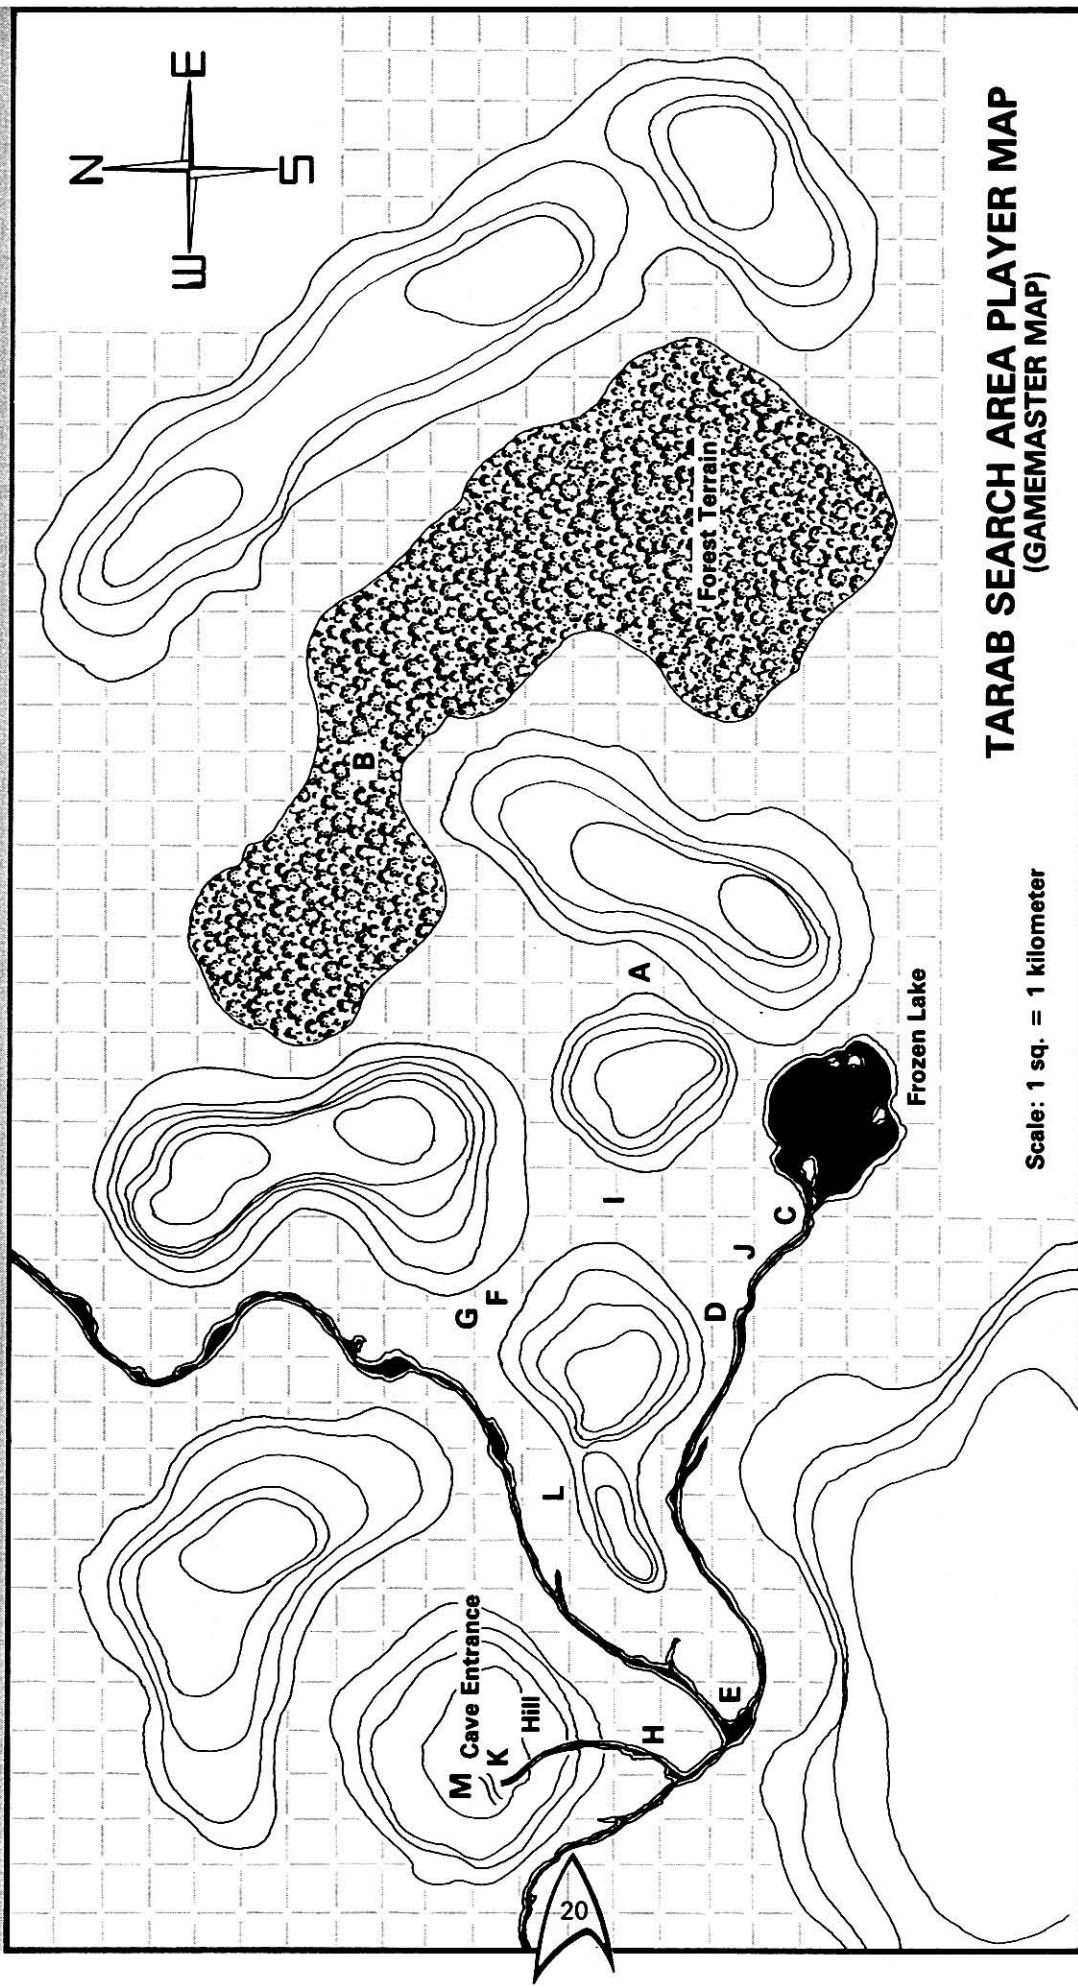 N
W
E
S
B
Forest Terrain
A
G
F
I
L
M
Cave Entrance
K
Hill
H
E
D
J
C
Frozen Lake
20
Scale: 1 sq. = 1 kilometer
TARAB SEARCH AREA PLAYER MAP
(GAMEMASTER MAP)